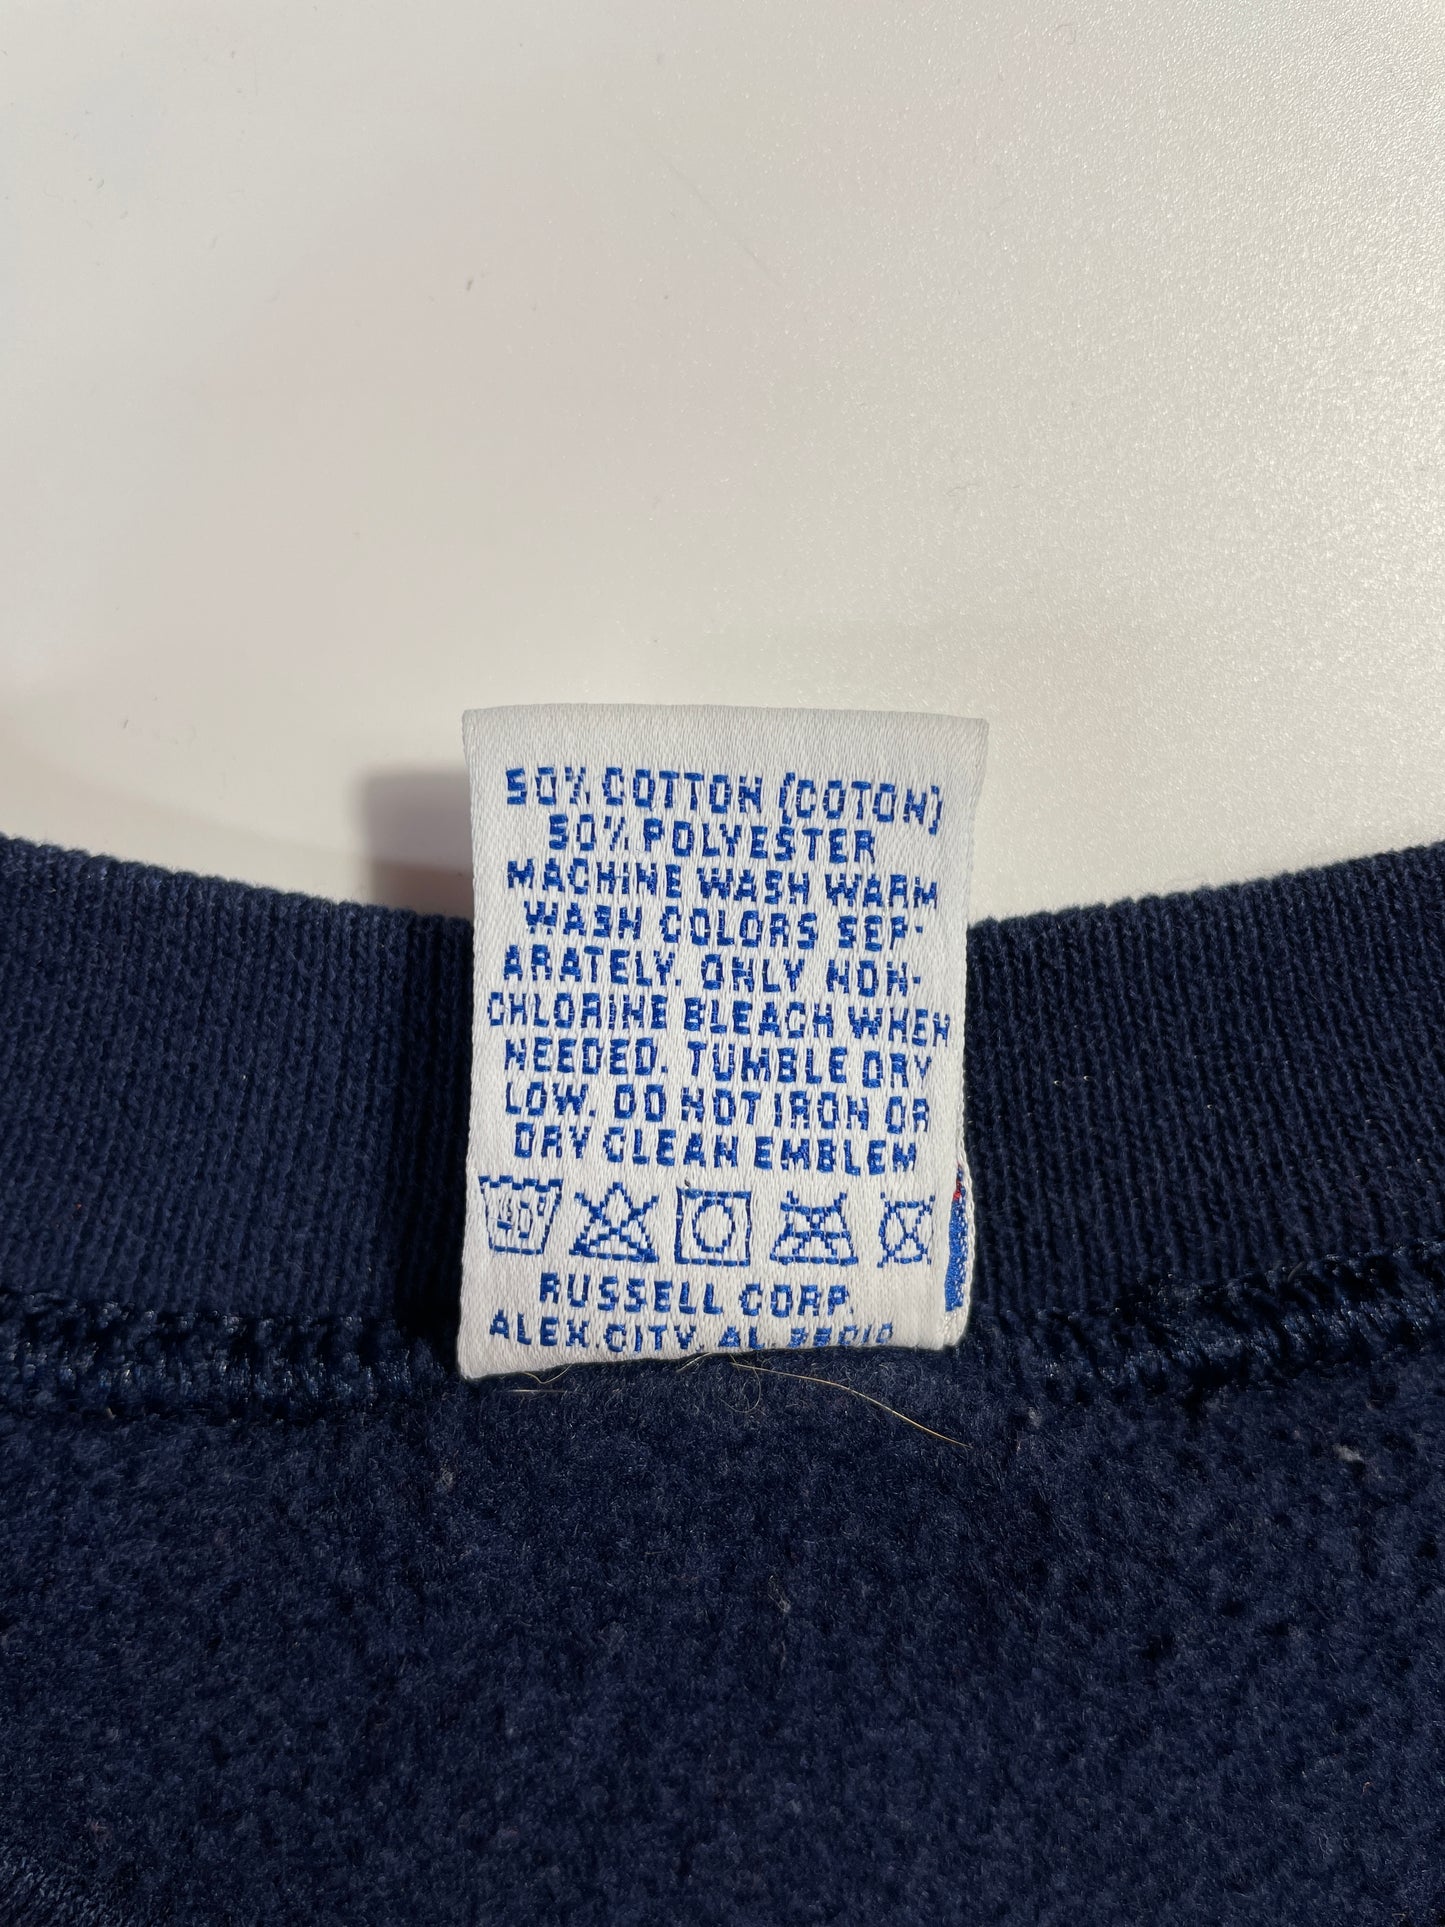 50% COTTON (COTON)
50% POLYESTER
MACHINE WASH WARM
WASH COLORS SEP-
ARATELY. ONLY NON-
CHLORINE BLEACH WHEN
NEEDED. TUMBLE DRY
LOW. DO NOT IRON OR
DRY CLEAN EMBLEM
40°
RUSSELL CORP.
ALEX. CITY, AL.